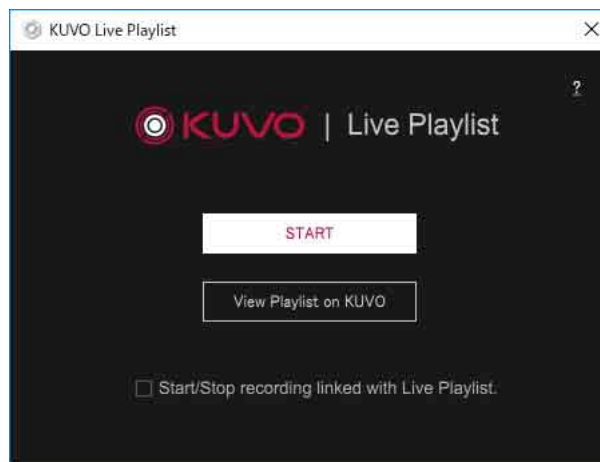 KUVO Live Playlist
?
KUVO | Live Playlist
START
View Playlist on KUVO
Start/Stop recording linked with Live Playlist.